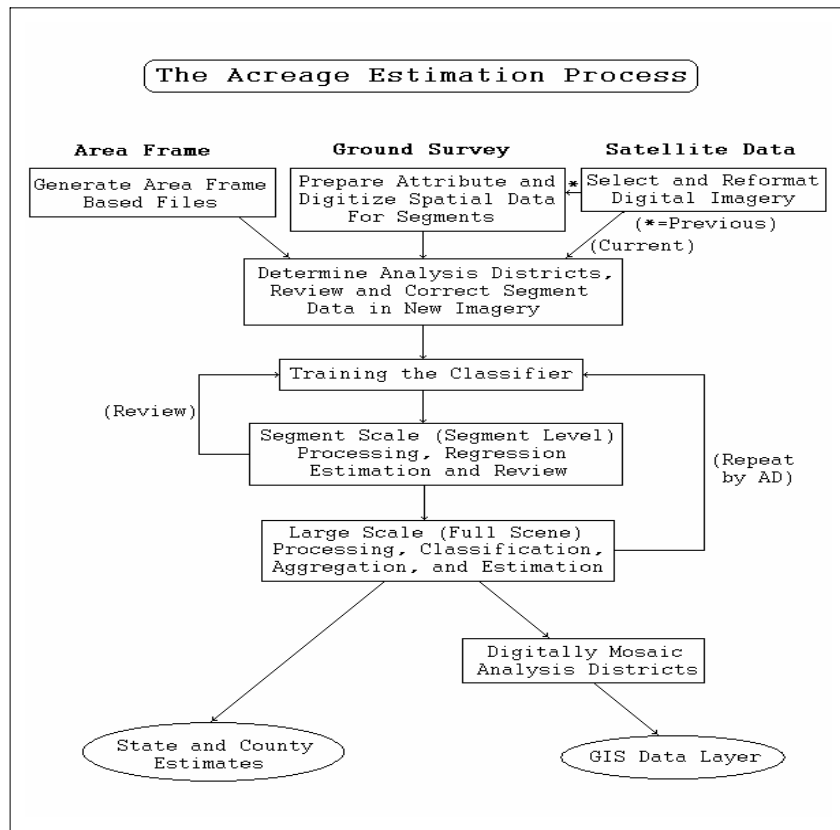 The Acreage Estimation Process
Area Frame
Generate Area Frame
Based Files
Ground Survey
Prepare Attribute and
Digitize Spatial Data
For Segments
*
Satellite Data
Select and Reformat
Digital Imagery
(*=Previous)
(Current)
Determine Analysis Districts,
Review and Correct Segment
Data in New Imagery
Training the Classifier
(Review)
Segment Scale (Segment Level)
Processing, Regression
Estimation and Review
(Repeat
by AD)
Large Scale (Full Scene)
Processing, Classification,
Aggregation, and Estimation
Digitally Mosaic
Analysis Districts
State and County
Estimates
GIS Data Layer